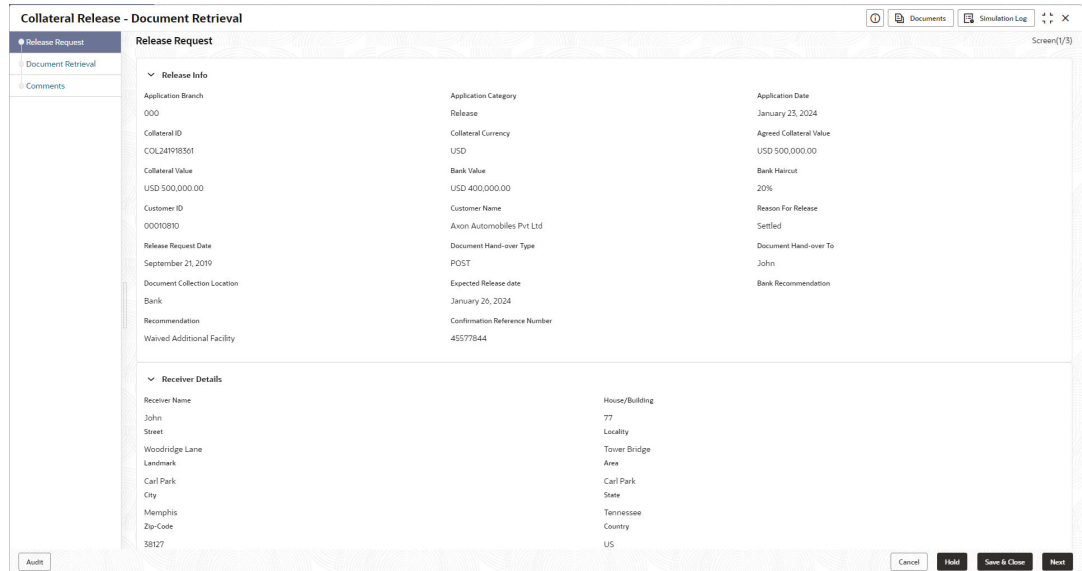 Collateral Release - Document Retrieval
Documents
Simulation Log
Release Request
Document Retrieval
Comments
Release Request
Screen(1/3)
Release Info
Application Branch Application Category Application Date
000 Release January 23, 2024
Collateral ID Collateral Currency Agreed Collateral Value
COL241918361 USD USD 500,000.00
Collateral Value Bank Value Bank Haircut
USD 500,000.00 USD 400,000.00 20%
Customer ID Customer Name Reason For Release
00010810 Axon Automobiles Pvt Ltd Settled
Release Request Date Document Hand-over Type Document Hand-over To
September 21, 2019 POST John
Document Collection Location Expected Release date Bank Recommendation
Bank January 26, 2024
Recommendation Confirmation Reference Number
Waived Additional Facility 45577844
Receiver Details
Receiver Name House/Building
John 77
Street Locality
Woodridge Lane Tower Bridge
Landmark Area
Carl Park Carl Park
City State
Memphis Tennessee
Zip-Code Country
38127 US
Audit Cancel Hold Save & Close Next